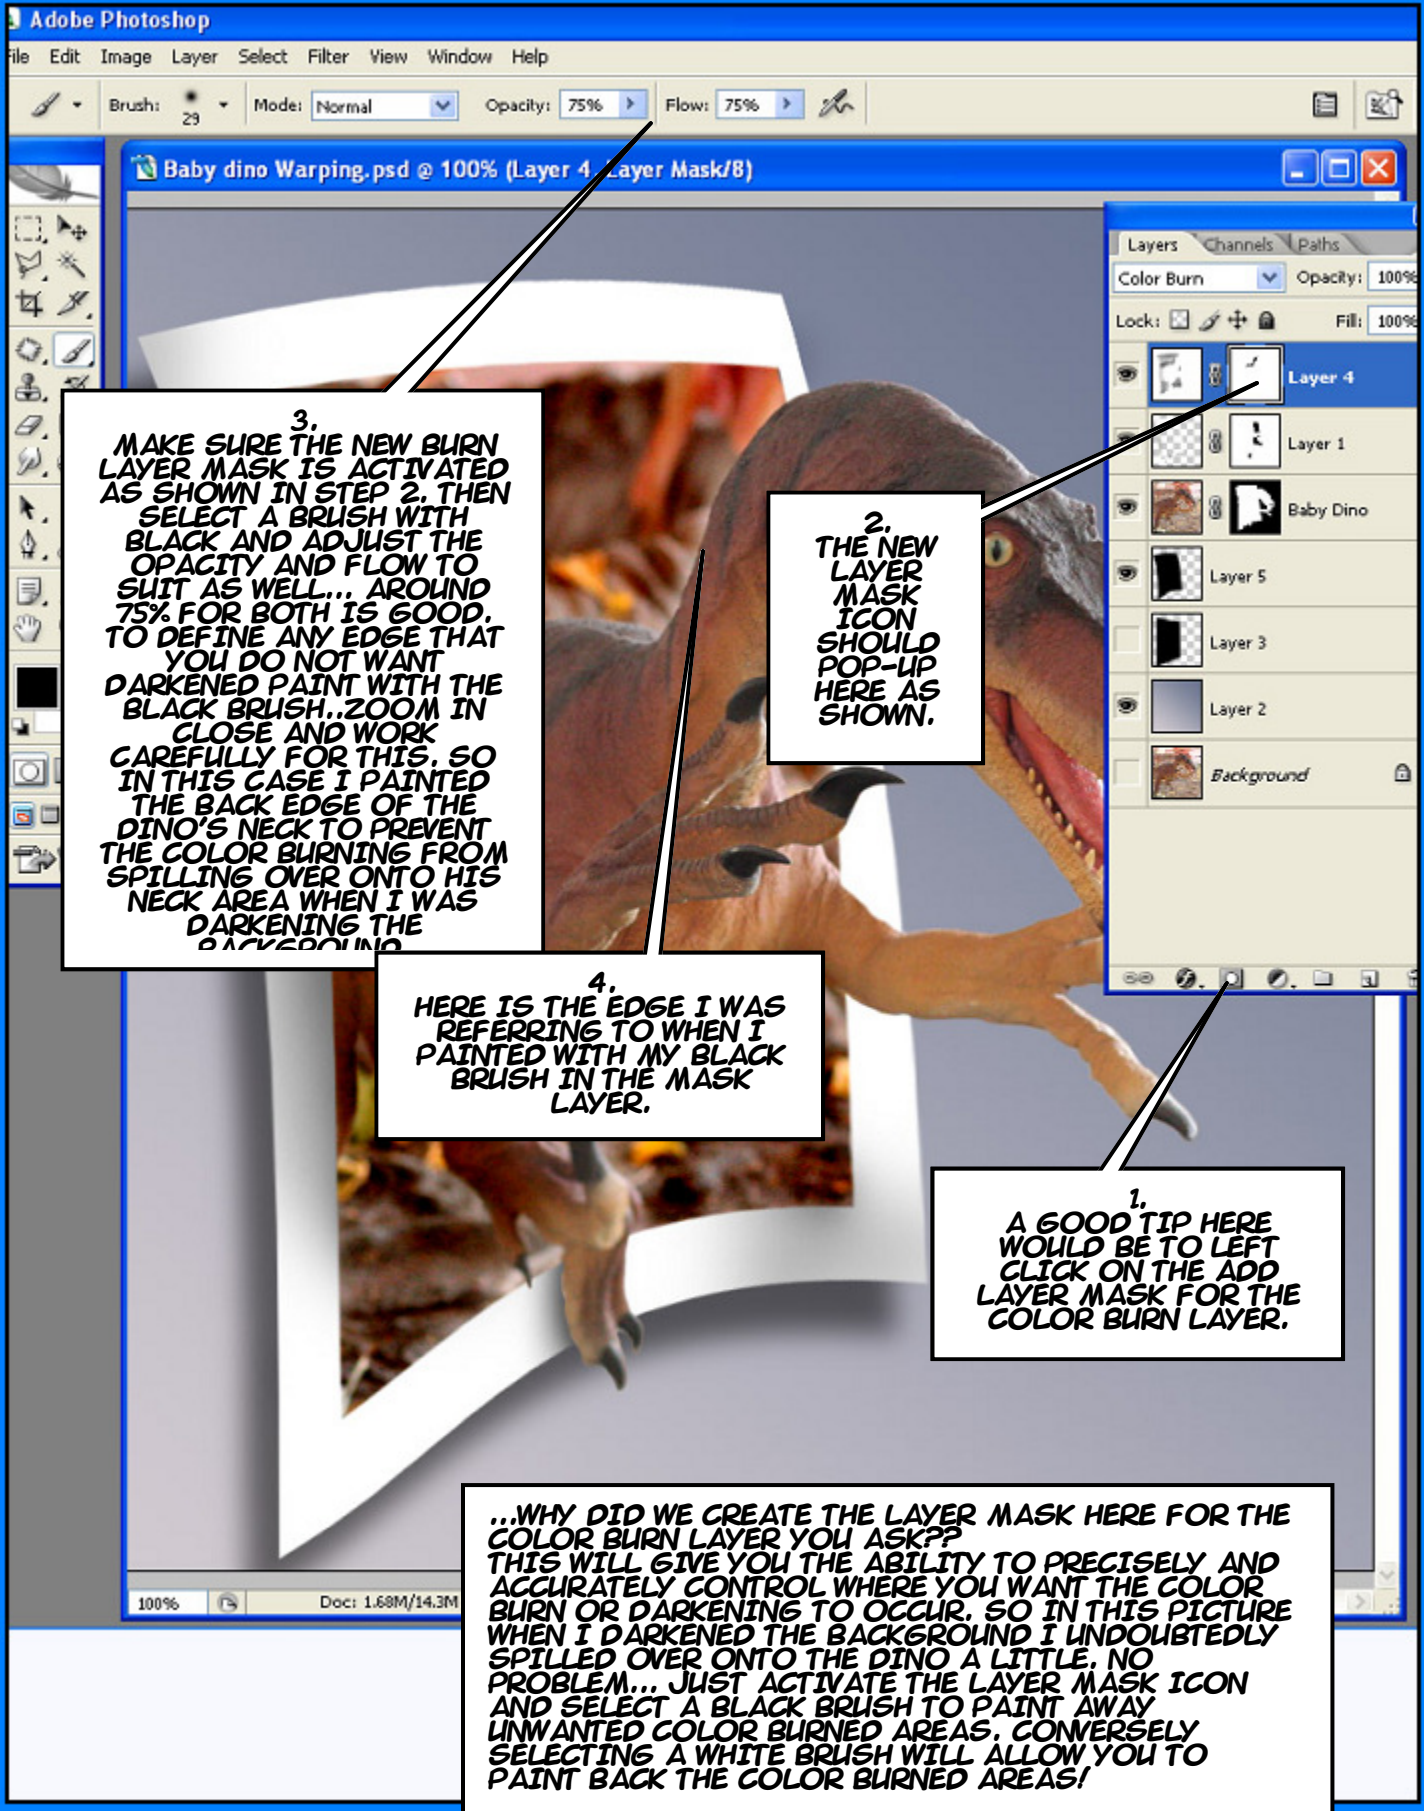 Adobe Photoshop
File Edit Image Layer Select Filter View Window Help
Brush: 29 Mode: Normal Opacity: 75% Flow: 75%
Baby dino Warping.psd @ 100% (Layer 4, Layer Mask/8)
Layers Channels Paths
Color Burn Opacity: 100%
Lock: Fill: 100%
Layer 4
Layer 1
Baby Dino
Layer 5
Layer 3
Layer 2
Background
3.
MAKE SURE THE NEW BURN
LAYER MASK IS ACTIVATED
AS SHOWN IN STEP 2. THEN
SELECT A BRUSH WITH
BLACK AND ADJUST THE
OPACITY AND FLOW TO
SUIT AS WELL... AROUND
75% FOR BOTH IS GOOD.
TO DEFINE ANY EDGE THAT
YOU DO NOT WANT
DARKENED PAINT WITH THE
BLACK BRUSH..ZOOM IN
CLOSE AND WORK
CAREFULLY FOR THIS. SO
IN THIS CASE I PAINTED
THE BACK EDGE OF THE
DINO'S NECK TO PREVENT
THE COLOR BURNING FROM
SPILLING OVER ONTO HIS
NECK AREA WHEN I WAS
DARKENING THE
BACKGROUND
2.
THE NEW
LAYER
MASK
ICON
SHOULD
POP-UP
HERE AS
SHOWN.
4.
HERE IS THE EDGE I WAS
REFERRING TO WHEN I
PAINTED WITH MY BLACK
BRUSH IN THE MASK
LAYER.
1.
A GOOD TIP HERE
WOULD BE TO LEFT
CLICK ON THE ADD
LAYER MASK FOR THE
COLOR BURN LAYER.
...WHY DID WE CREATE THE LAYER MASK HERE FOR THE
COLOR BURN LAYER YOU ASK??
THIS WILL GIVE YOU THE ABILITY TO PRECISELY AND
ACCURATELY CONTROL WHERE YOU WANT THE COLOR
BURN OR DARKENING TO OCCUR. SO IN THIS PICTURE
WHEN I DARKENED THE BACKGROUND I UNDOUBTEDLY
SPILLED OVER ONTO THE DINO A LITTLE. NO
PROBLEM... JUST ACTIVATE THE LAYER MASK ICON
AND SELECT A BLACK BRUSH TO PAINT AWAY
UNWANTED COLOR BURNED AREAS. CONVERSELY
SELECTING A WHITE BRUSH WILL ALLOW YOU TO
PAINT BACK THE COLOR BURNED AREAS!
100% Doc: 1.68M/14.3M